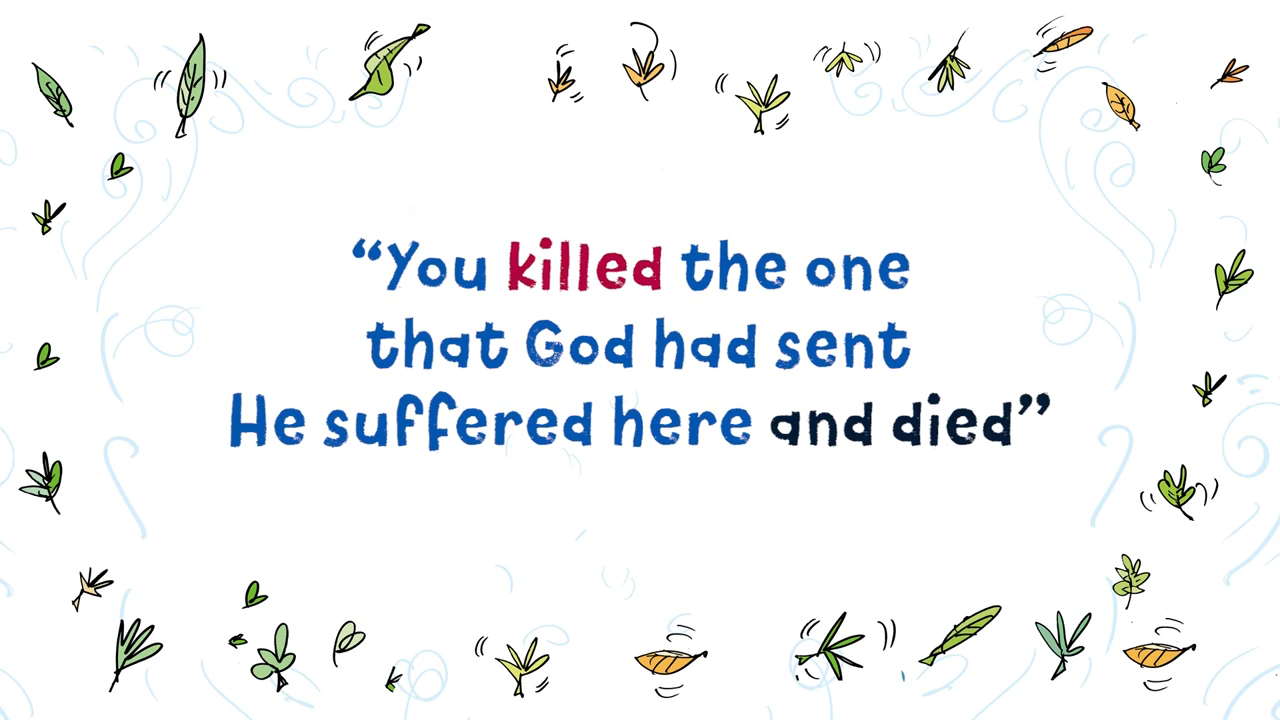 “You killed the one
that God had sent
He suffered here and died”